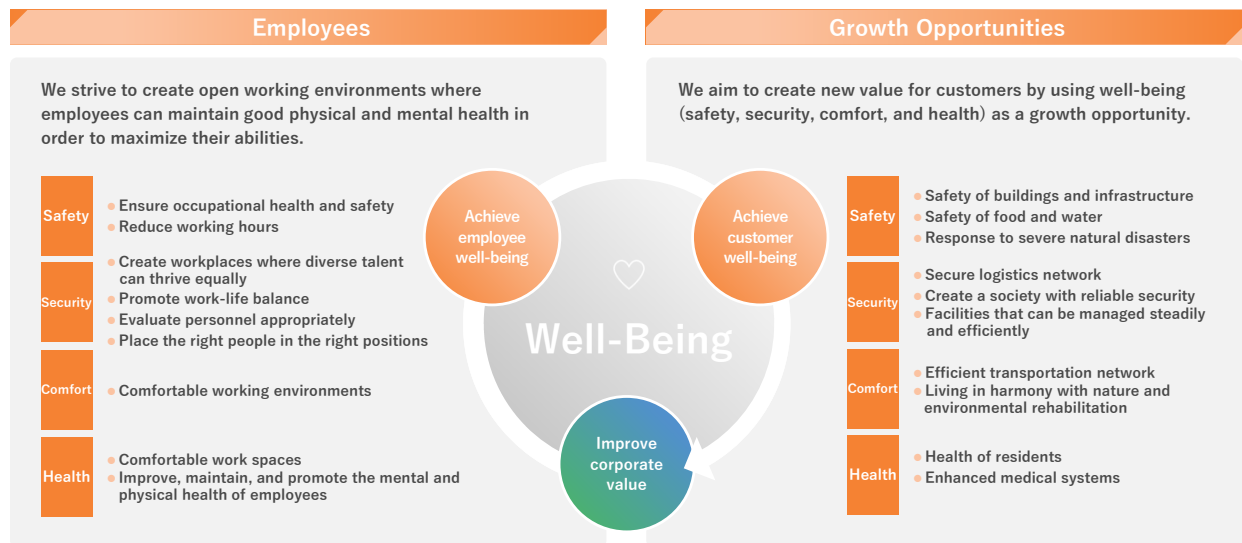 Employees
We strive to create open working environments where
employees can maintain good physical and mental health in
order to maximize their abilities.
Safety
● Ensure occupational health and safety
● Reduce working hours
Security
● Create workplaces where diverse talent
can thrive equally
● Promote work-life balance
● Evaluate personnel appropriately
● Place the right people in the right positions
Comfort
● Comfortable working environments
Health
● Comfortable work spaces
● Improve, maintain, and promote the mental and
physical health of employees
Achieve
employee
well-being
Well-Being
Achieve
customer
well-being
Improve
corporate
value
Growth Opportunities
We aim to create new value for customers by using well-being
(safety, security, comfort, and health) as a growth opportunity.
Safety
● Safety of buildings and infrastructure
● Safety of food and water
● Response to severe natural disasters
Security
● Secure logistics network
● Create a society with reliable security
● Facilities that can be managed steadily
and efficiently
Comfort
● Efficient transportation network
● Living in harmony with nature and
environmental rehabilitation
Health
● Health of residents
● Enhanced medical systems